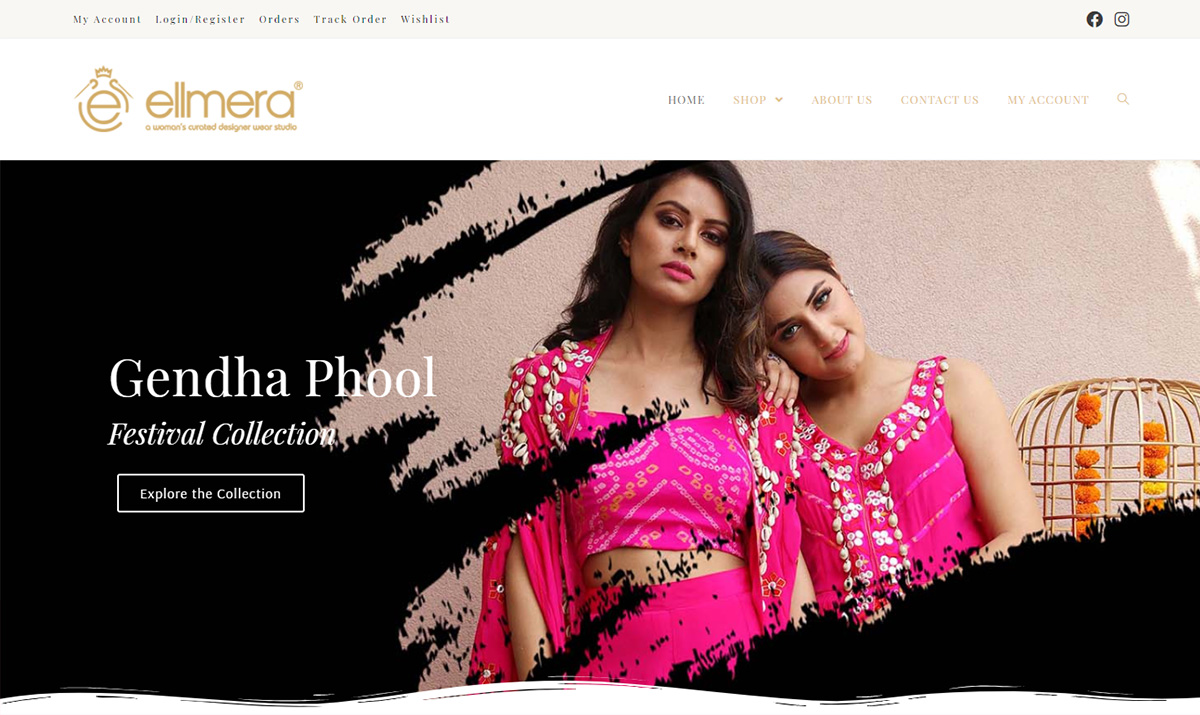 My Account Login/Register Orders Track Order Wishlist
ellmera®
a woman's curated designer wear studio
HOME SHOP ABOUT US CONTACT US MY ACCOUNT
Gendha Phool
Festival Collection
Explore the Collection